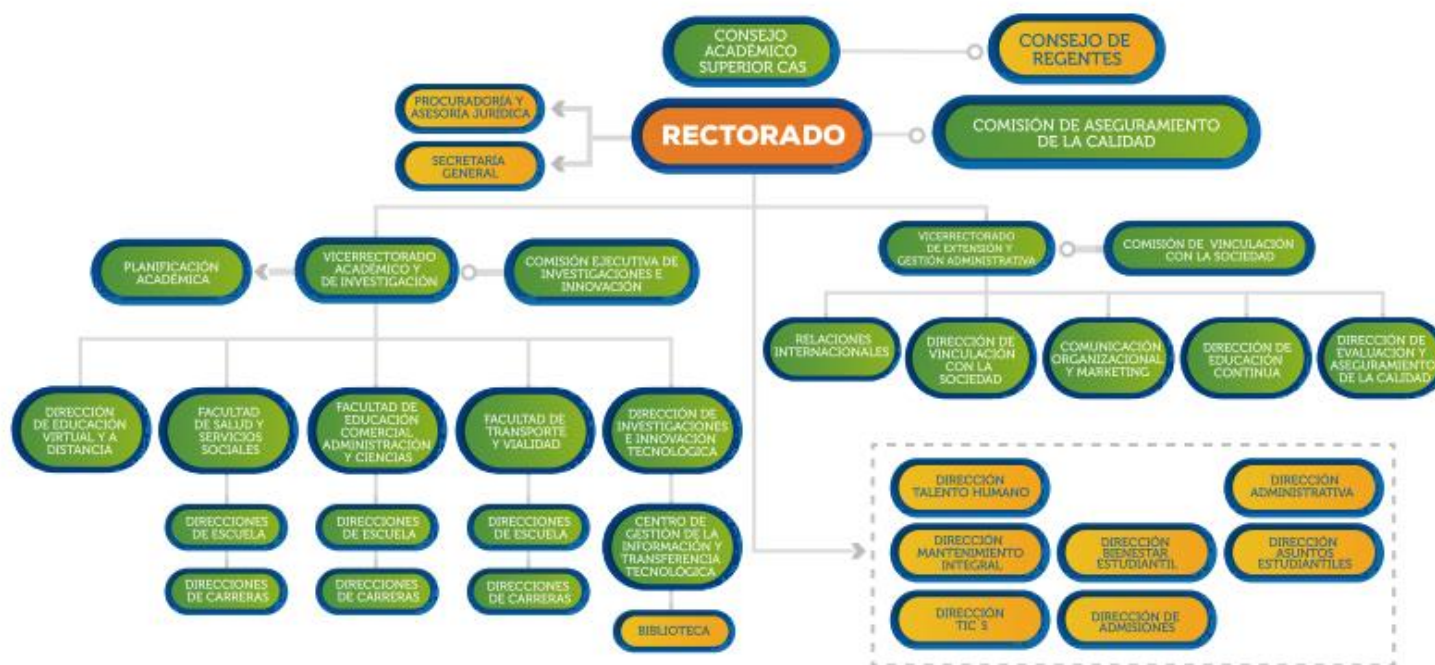 CONSEJO
ACADÉMICO
SUPERIOR CAS
CONSEJO DE
REGENTES
PROCURADORÍA Y
ASESORÍA JURÍDICA
RECTORADO
COMISIÓN DE ASEGURAMIENTO
DE LA CALIDAD
SECRETARÍA
GENERAL
PLANIFICACIÓN
ACADÉMICA
VICERRECTORADO
ACADÉMICO Y
DE INVESTIGACIÓN
COMISIÓN EJECUTIVA DE
INVESTIGACIONES E
INNOVACIÓN
VICERRECTORADO
DE EXTENSIÓN Y
GESTIÓN ADMINISTRATIVA
COMISIÓN DE VINCULACIÓN
CON LA SOCIEDAD
RELACIONES
INTERNACIONALES
DIRECCIÓN DE
VINCULACIÓN
CON LA
SOCIEDAD
COMUNICACIÓN
ORGANIZACIONAL
Y MARKETING
DIRECCIÓN DE
EDUCACIÓN
CONTINUA
DIRECCIÓN DE
EVALUACIÓN Y
ASEGURAMIENTO
DE LA CALIDAD
DIRECCIÓN
DE EDUCACIÓN
VIRTUAL Y A
DISTANCIA
FACULTAD
DE SALUD Y
SERVICIOS
SOCIALES
FACULTAD DE
EDUCACIÓN
COMERCIAL
ADMINISTRACIÓN
Y CIENCIAS
FACULTAD DE
TRANSPORTE
Y VIALIDAD
DIRECCIÓN DE
INVESTIGACIONES
E INNOVACIÓN
TECNOLÓGICA
DIRECCIONES
DE ESCUELA
DIRECCIONES
DE ESCUELA
DIRECCIONES
DE ESCUELA
CENTRO DE
GESTIÓN DE LA
INFORMACIÓN Y
TRANSFERENCIA
TECNOLÓGICA
DIRECCIONES
DE CARRERAS
DIRECCIONES
DE CARRERAS
DIRECCIONES
DE CARRERAS
BIBLIOTECA
DIRECCIÓN
TALENTO HUMANO
DIRECCIÓN
ADMINISTRATIVA
DIRECCIÓN
MANTENIMIENTO
INTEGRAL
DIRECCIÓN
BIENESTAR
ESTUDIANTIL
DIRECCIÓN
ASUNTOS
ESTUDIANTILES
DIRECCIÓN
TIC´S
DIRECCIÓN DE
ADMISIONES